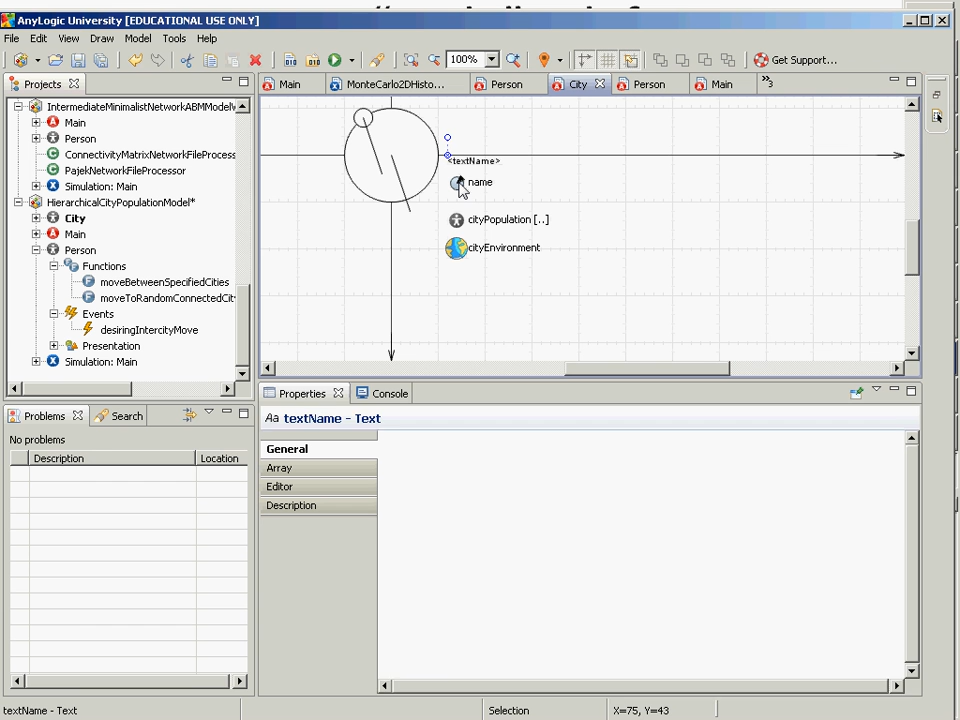 AnyLogic University [EDUCATIONAL USE ONLY]
File Edit View Draw Model Tools Help
100% Get Support...
Projects
Main MonteCarlo2DHisto... Person City Person Main »3
IntermediateMinimalistNetworkABMModel
Main
Person
ConnectivityMatrixNetworkFileProcess
PajekNetworkFileProcessor
Simulation: Main
HierarchicalCityPopulationModel*
City
Main
Person
Functions
moveBetweenSpecifiedCities
moveToRandomConnectedCit
Events
desiringIntercityMove
Presentation
Simulation: Main
<textName>
name
cityPopulation [..]
cityEnvironment
Problems Search
No problems
Description Location
Properties Console
Aa textName - Text
General
Array
Editor
Description
textName - Text Selection X=75, Y=43